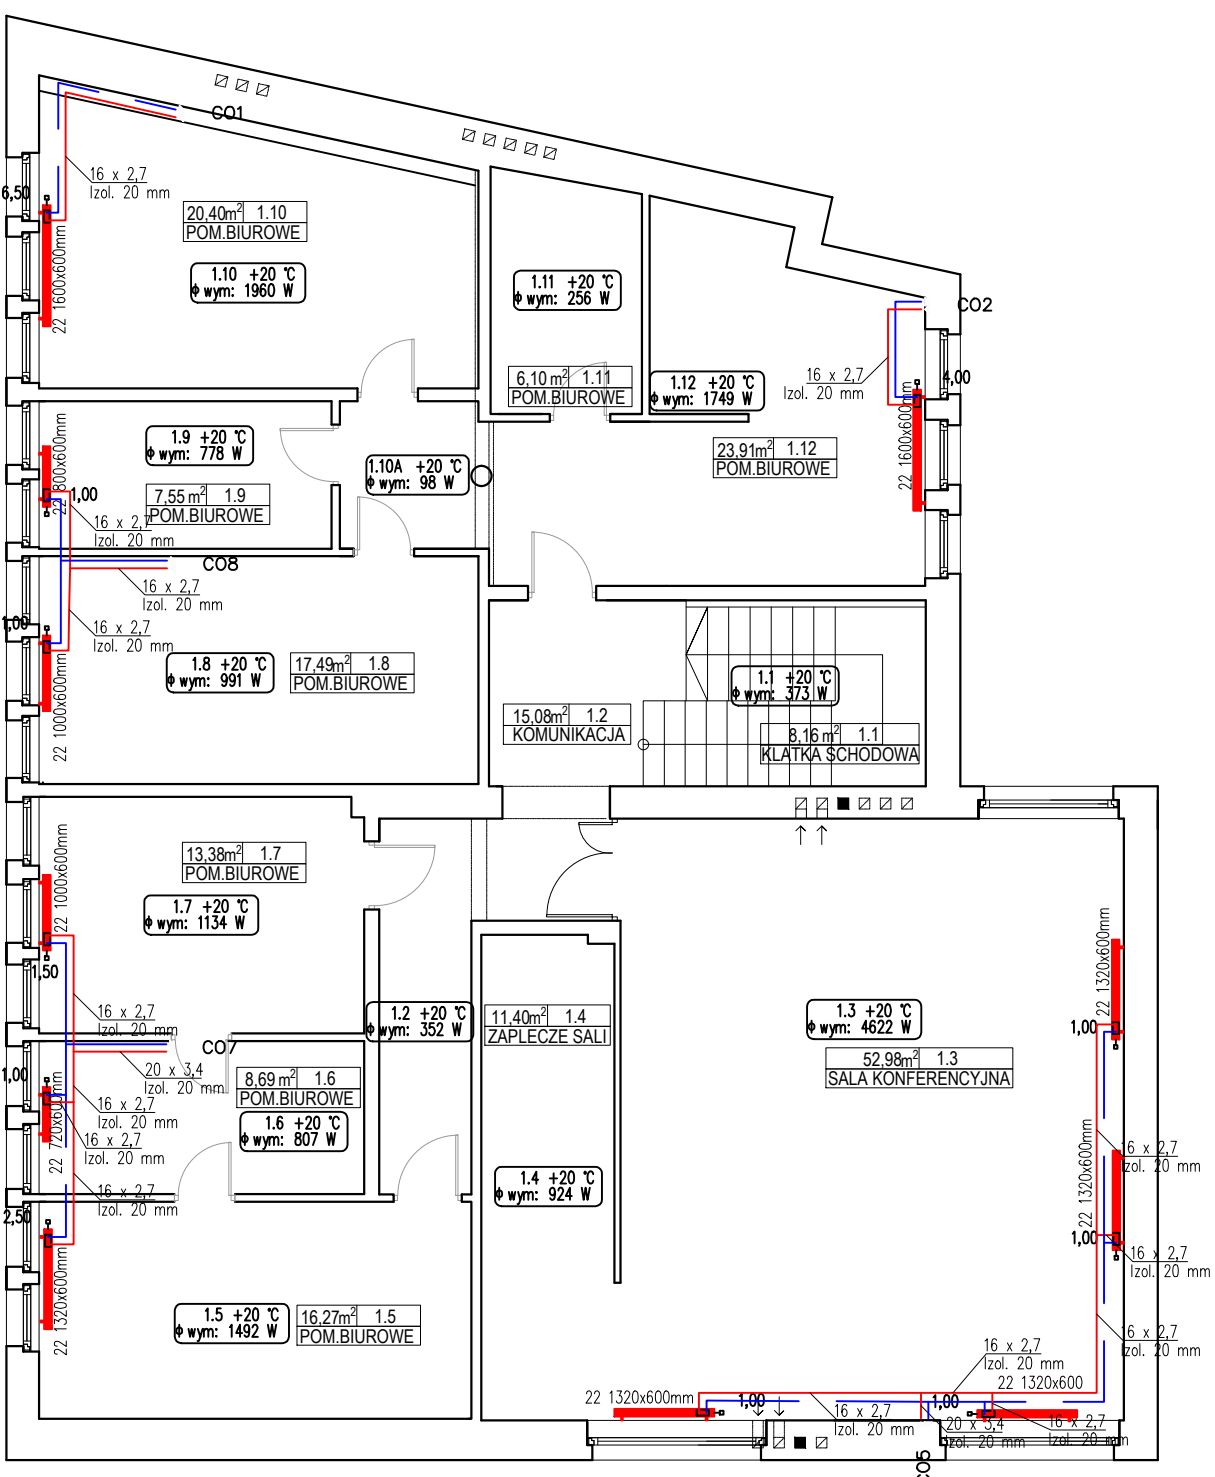 CO1
16 x 2,7
Izol. 20 mm
6,50
20,40m² 1.10
POM.BIUROWE
22 1600x600mm
1.10 +20 °C
ϕ wym: 1960 W
1.11 +20 °C
ϕ wym: 256 W
6,10 m² 1.11
POM.BIUROWE
CO2
16 x 2,7
Izol. 20 mm
4,00
1.12 +20 °C
ϕ wym: 1749 W
22 1600x600mm
23,91m² 1.12
POM.BIUROWE
1.9 +20 °C
ϕ wym: 778 W
1.10A +20 °C
ϕ wym: 98 W
22 800x600mm
1,00
7,55 m² 1.9
POM.BIUROWE
16 x 2,7
Izol. 20 mm
CO8
16 x 2,7
Izol. 20 mm
1,00
16 x 2,7
Izol. 20 mm
22 1000x600mm
1.8 +20 °C
ϕ wym: 991 W
17,49m² 1.8
POM.BIUROWE
1.1 +20 °C
ϕ wym: 373 W
15,08m² 1.2
KOMUNIKACJA
8,16 m² 1.1
KLATKA SCHODOWA
22 1000x600mm
13,38m² 1.7
POM.BIUROWE
1.7 +20 °C
ϕ wym: 1134 W
1,50
16 x 2,7
Izol. 20 mm
1.2 +20 °C
ϕ wym: 352 W
11,40m² 1.4
ZAPLECZE SALI
1.3 +20 °C
ϕ wym: 4622 W
22 1320x600mm
1,00
CO7
52,98m² 1.3
SALA KONFERENCYJNA
1,00
20 x 3,4
Izol. 20 mm
8,69 m² 1.6
POM.BIUROWE
16 x 2,7
Izol. 20 mm
1.6 +20 °C
ϕ wym: 807 W
22 720x600mm
16 x 2,7
Izol. 20 mm
16 x 2,7
Izol. 20 mm
22 1320x600mm
1.4 +20 °C
ϕ wym: 924 W
16 x 2,7
Izol. 20 mm
2,50
1,00
16 x 2,7
Izol. 20 mm
22 1320x600mm
1.5 +20 °C
ϕ wym: 1492 W
16,27m² 1.5
POM.BIUROWE
16 x 2,7
Izol. 20 mm
16 x 2,7
Izol. 20 mm
22 1320x600
22 1320x600mm
1,00
1,00
16 x 2,7
Izol. 20 mm
20 x 3,4
Izol. 20 mm
16 x 2,7
Izol. 20 mm
CO5